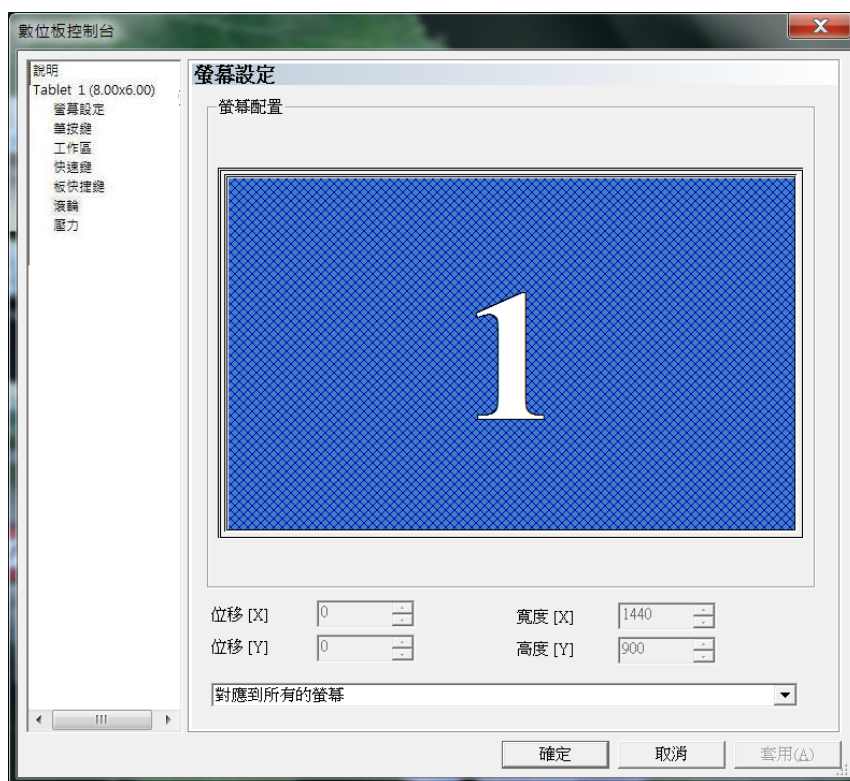 數位板控制台
X
說明
Tablet 1 (8.00x6.00)
螢幕設定
筆按鍵
工作區
快速鍵
板快捷鍵
滾輪
壓力
螢幕設定
螢幕配置
1
位移 [X] 0 寬度 [X] 1440
位移 [Y] 0 高度 [Y] 900
對應到所有的螢幕
確定 取消 套用(A)